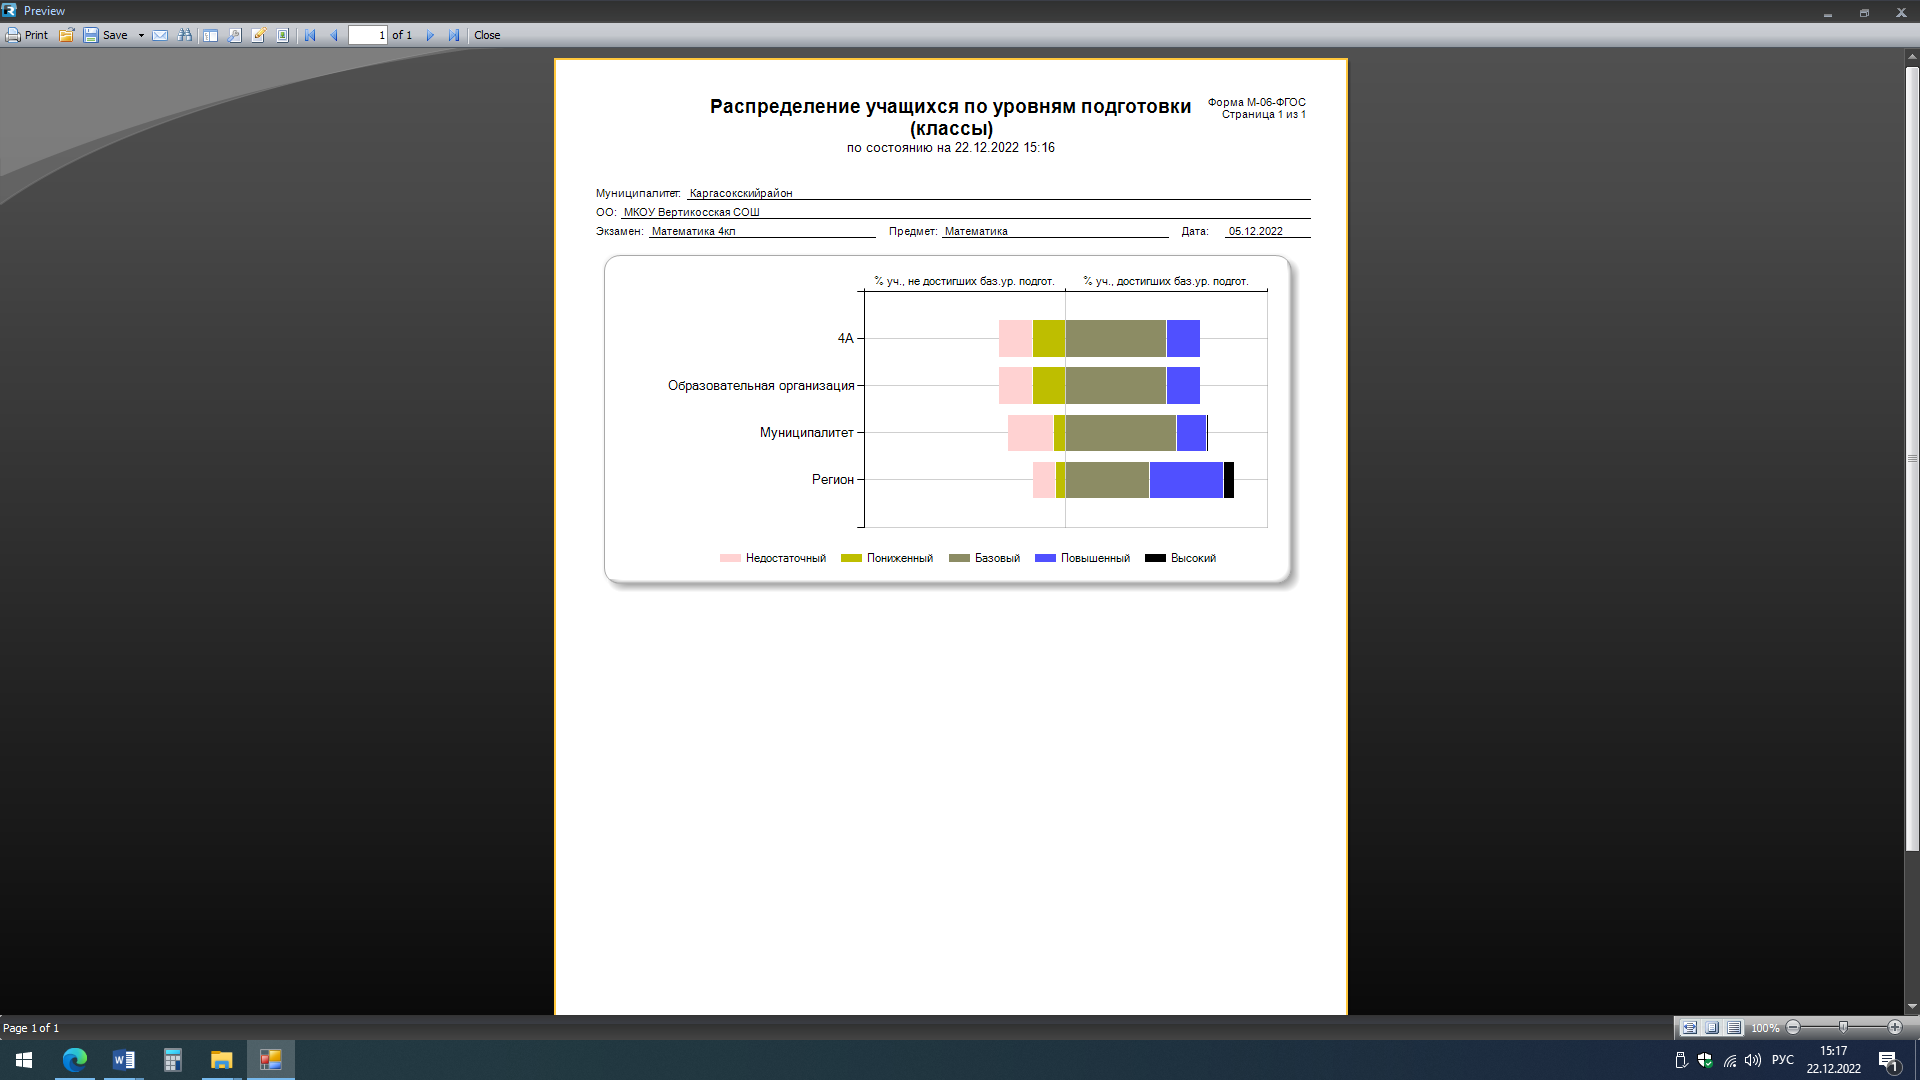 Preview
Print Save 1 of 1 Close
Распределение учащихся по уровням подготовки
(классы)
по состоянию на 22.12.2022 15:16
Форма М-06-ФГОС
Страница 1 из 1
Муниципалитет: Каргасокскийрайон
ОО: МКОУ Вертикосская СОШ
Экзамен: Математика 4кл Предмет: Математика Дата: 05.12.2022
% уч., не достигших баз.ур. подгот. % уч., достигших баз.ур. подгот.
4А
Образовательная организация
Муниципалитет
Регион
Недостаточный Пониженный Базовый Повышенный Высокий
Page 1 of 1 100%
РУС 15:17
22.12.2022 1